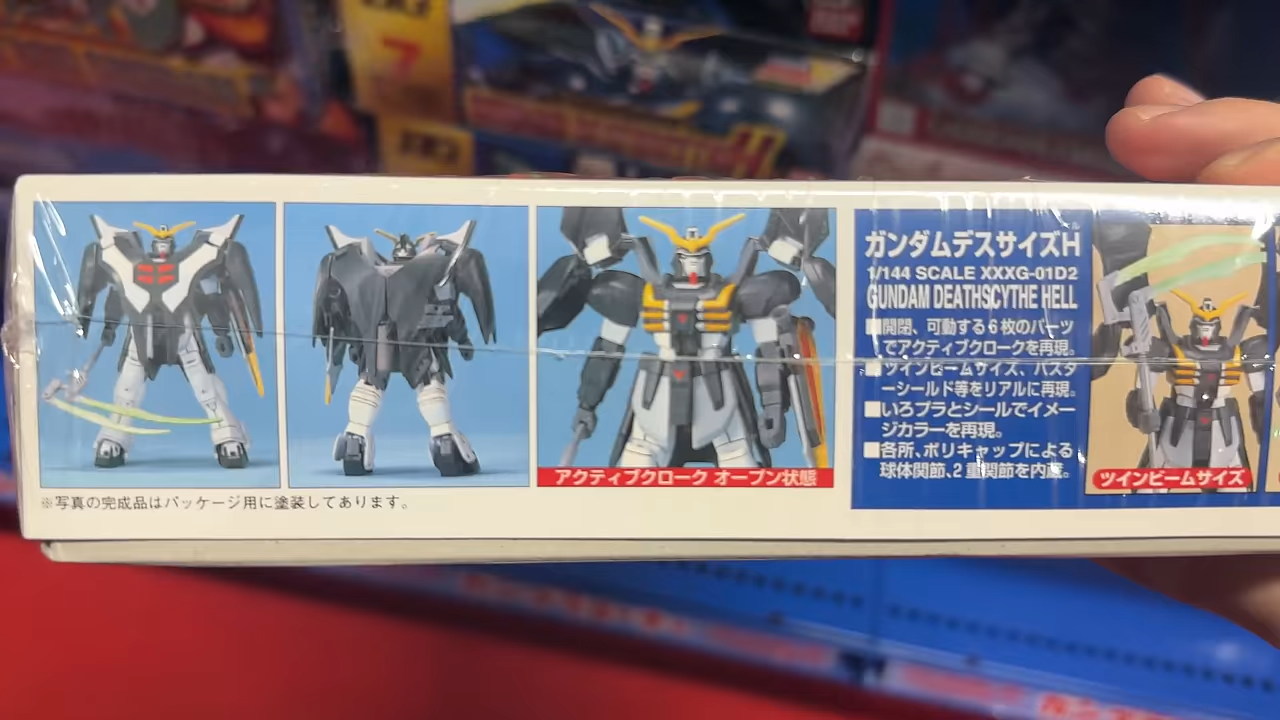 ※写真の完成品はパッケージ用に塗装してあります。
アクティブクローク オープン状態
ガンダムデスサイズH
ヘル
1/144 SCALE XXXG-01D2
GUNDAM DEATHSCYTHE HELL
■開閉、可動する6枚のパーツ
でアクティブクロークを再現。
■ツインビームサイズ、バスタ
ーシールド等をリアルに再現。
■いろプラとシールでイメー
ジカラーを再現。
■各所、ポリキャップによる
球体関節、2重関節を内蔵。
ツインビームサイズ